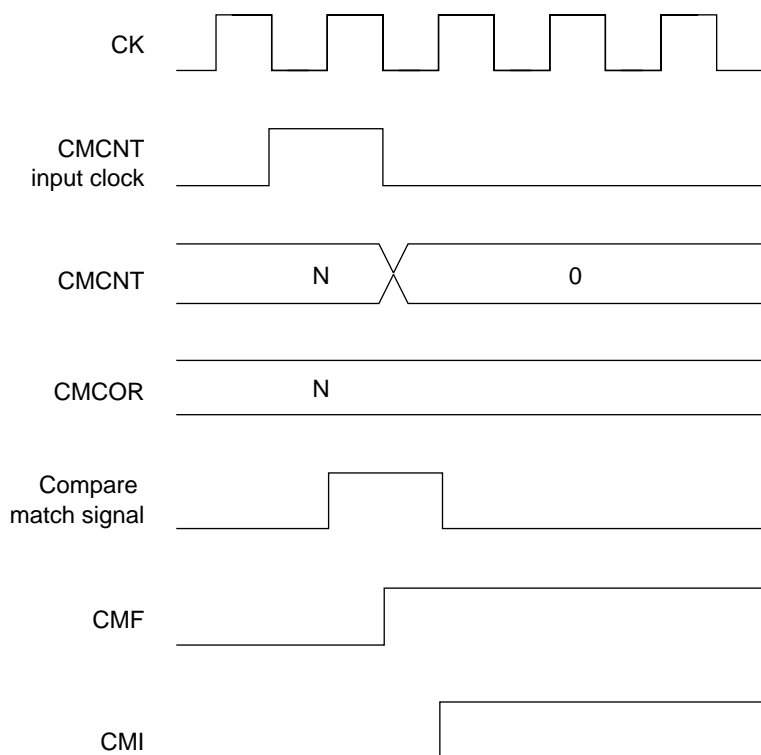 CK
CMCNT
input clock
CMCNT
N
0
CMCOR
N
Compare
match signal
CMF
CMI